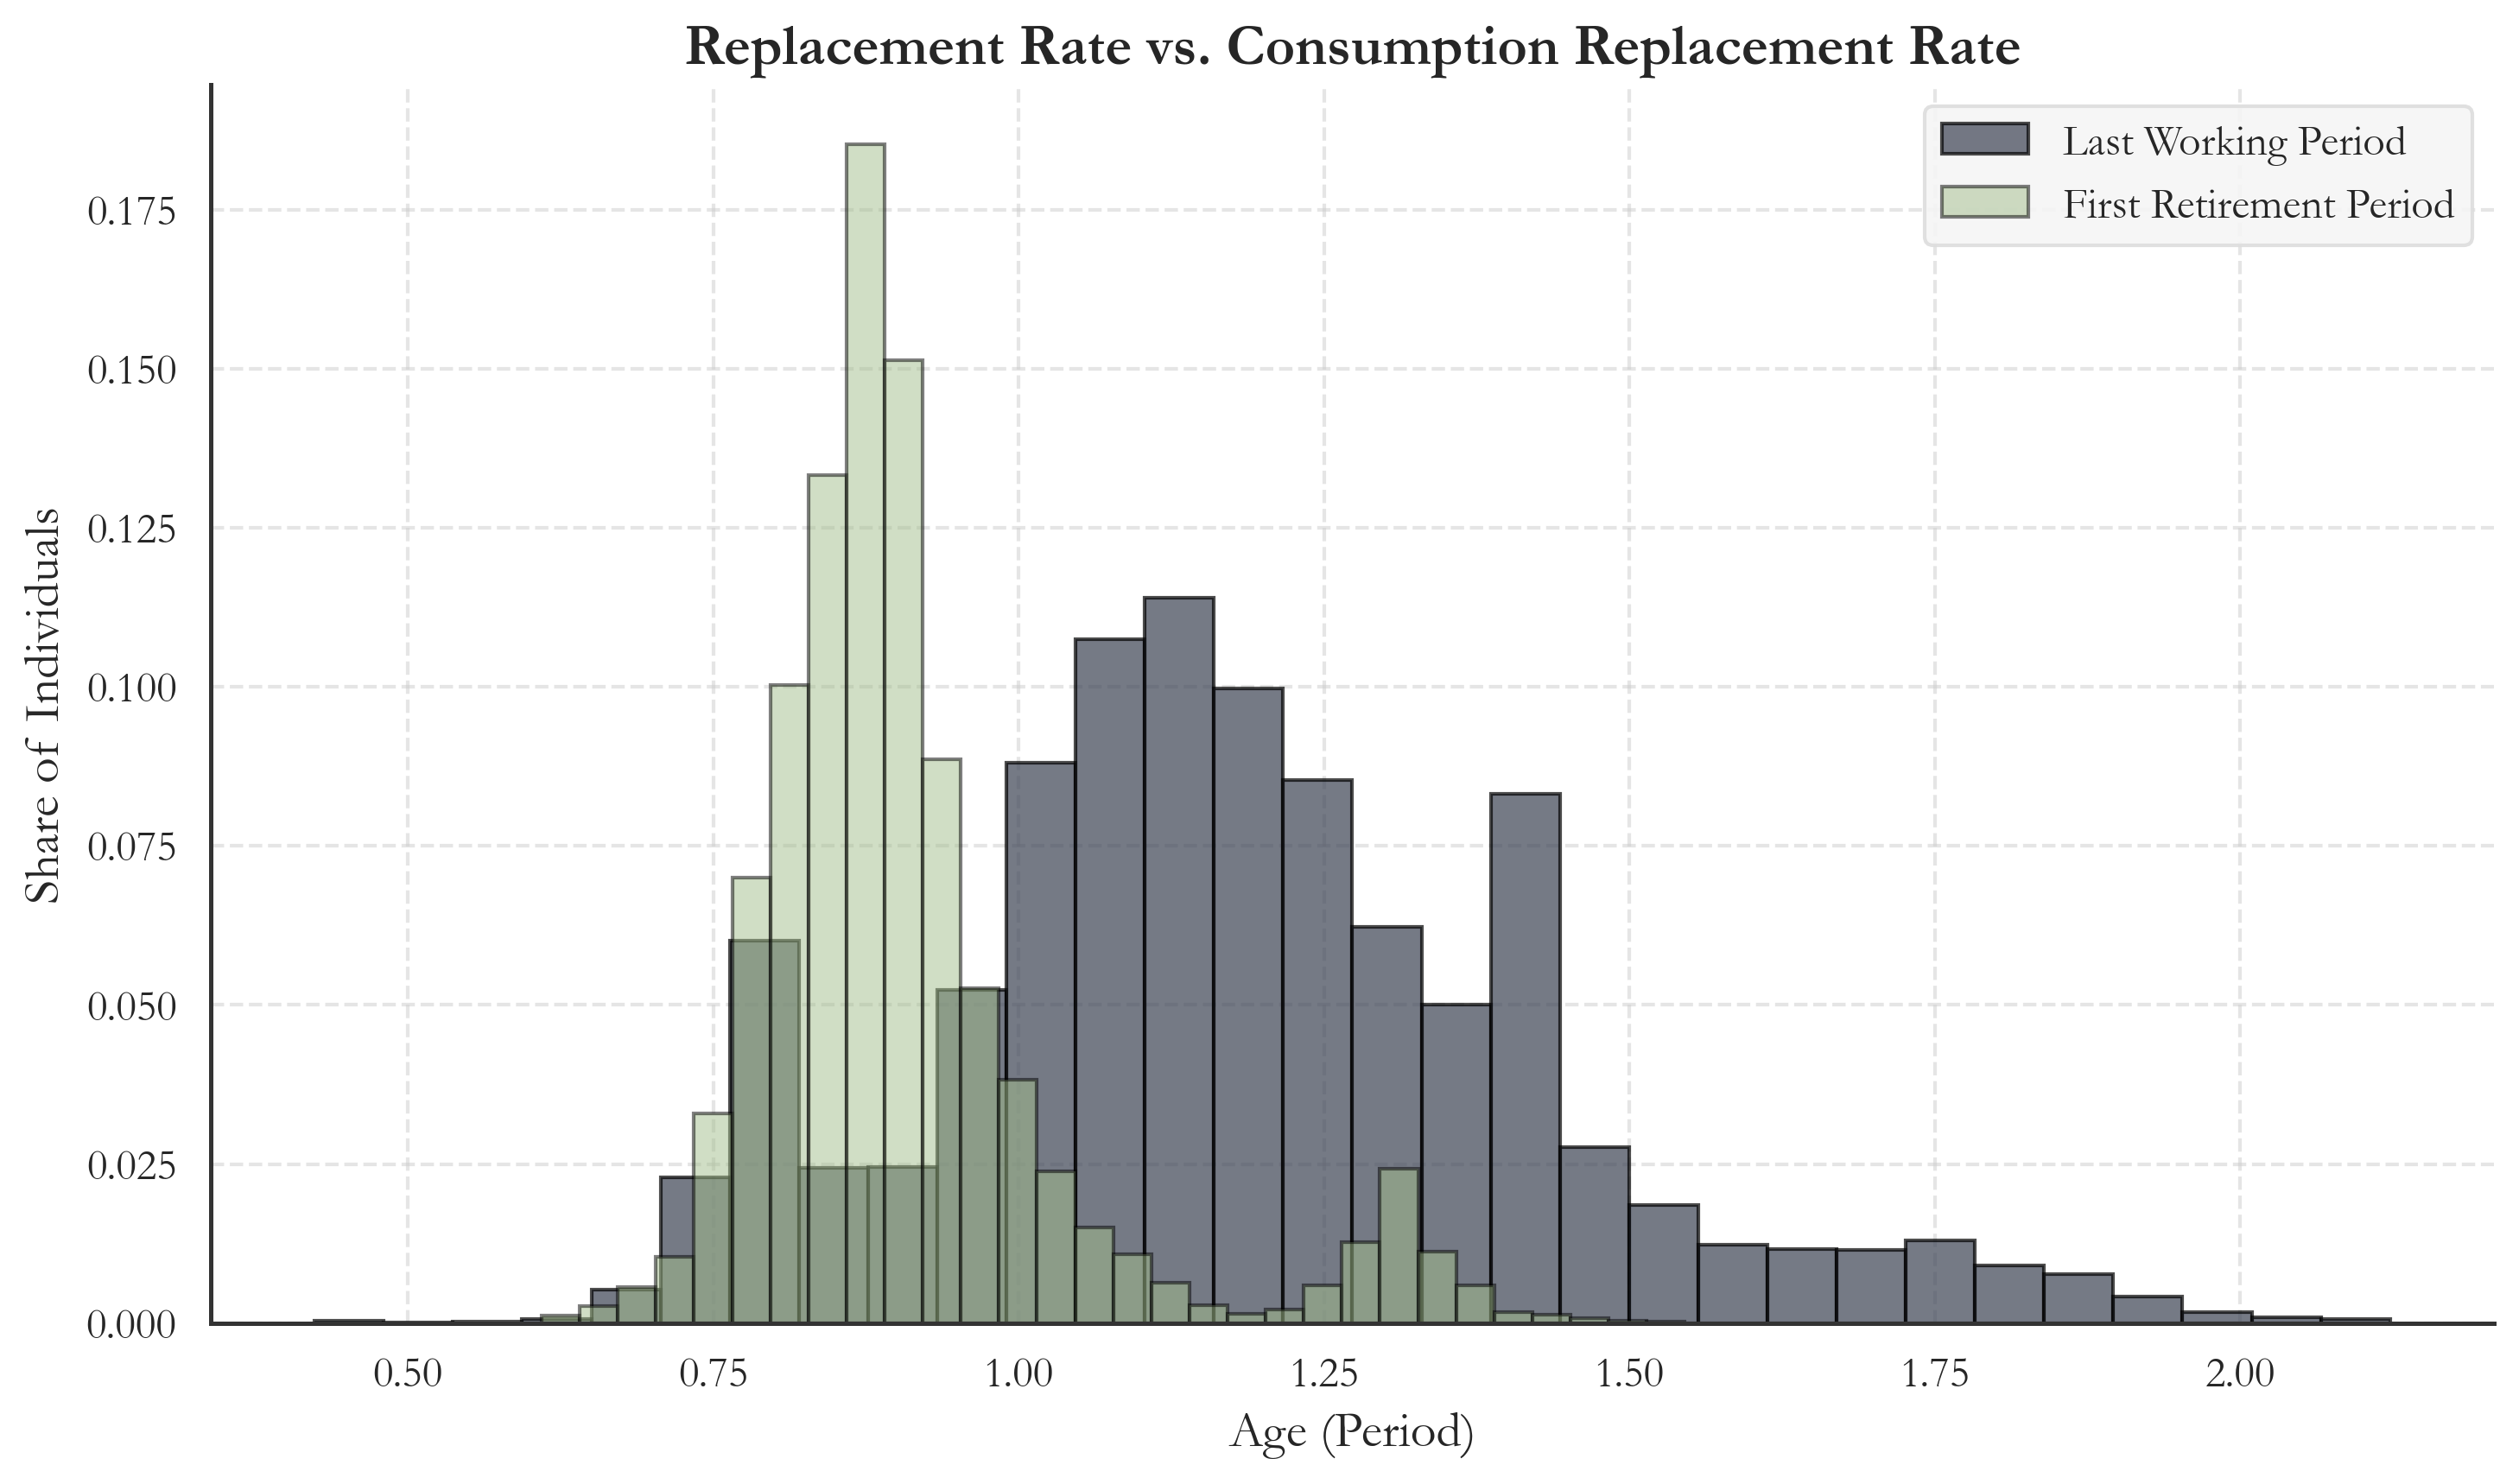 Replacement Rate vs. Consumption Replacement Rate
Last Working Period
First Retirement Period
Share of Individuals
0.175
0.150
0.125
0.100
0.075
0.050
0.025
0.000
0.50 0.75 1.00 1.25 1.50 1.75 2.00
Age (Period)